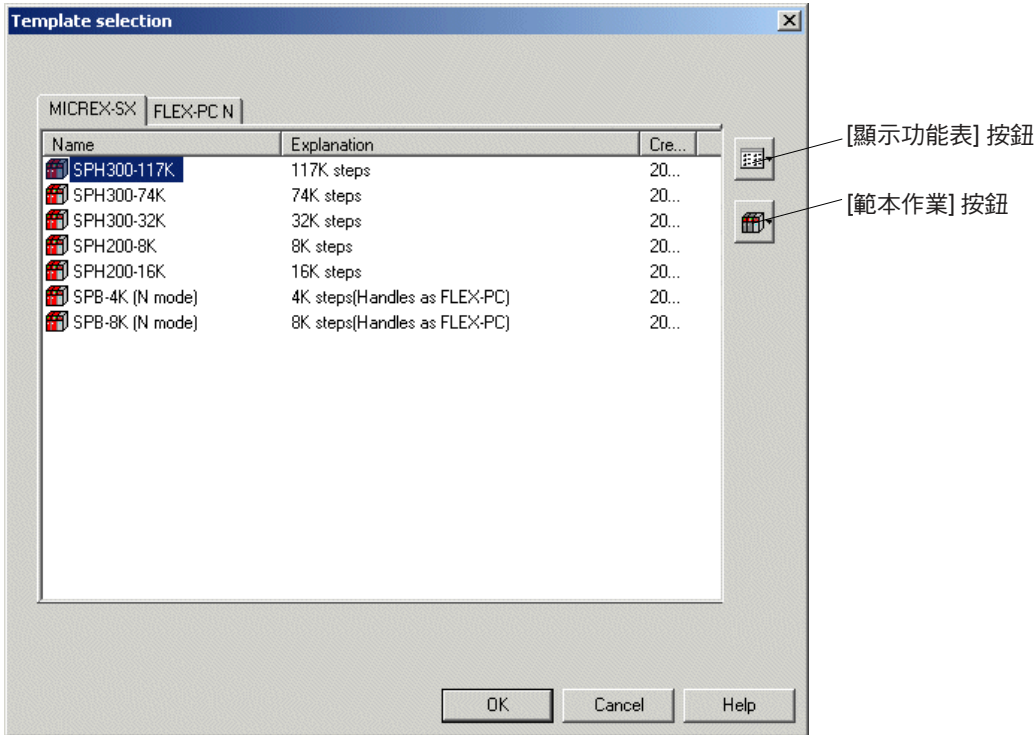 Template selection
MICREX-SX FLEX-PC N
Name Explanation Cre...
SPH300-117K 117K steps 20...
SPH300-74K 74K steps 20...
SPH300-32K 32K steps 20...
SPH200-8K 8K steps 20...
SPH200-16K 16K steps 20...
SPB-4K (N mode) 4K steps(Handles as FLEX-PC) 20...
SPB-8K (N mode) 8K steps(Handles as FLEX-PC) 20...
[顯示功能表] 按鈕
[範本作業] 按鈕
OK Cancel Help